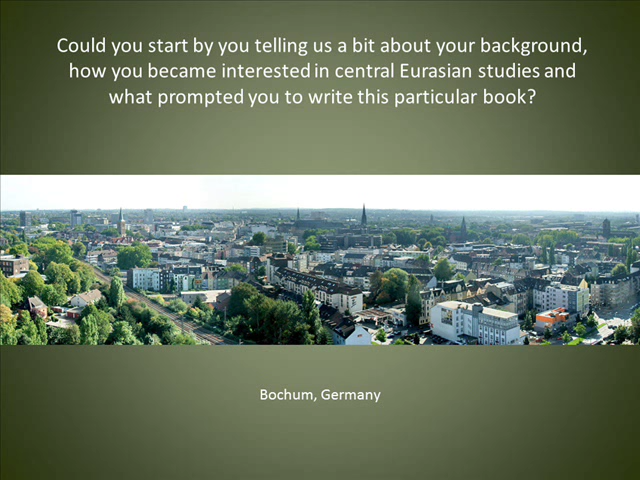 Could you start by you telling us a bit about your background,
how you became interested in central Eurasian studies and
what prompted you to write this particular book?
Bochum, Germany